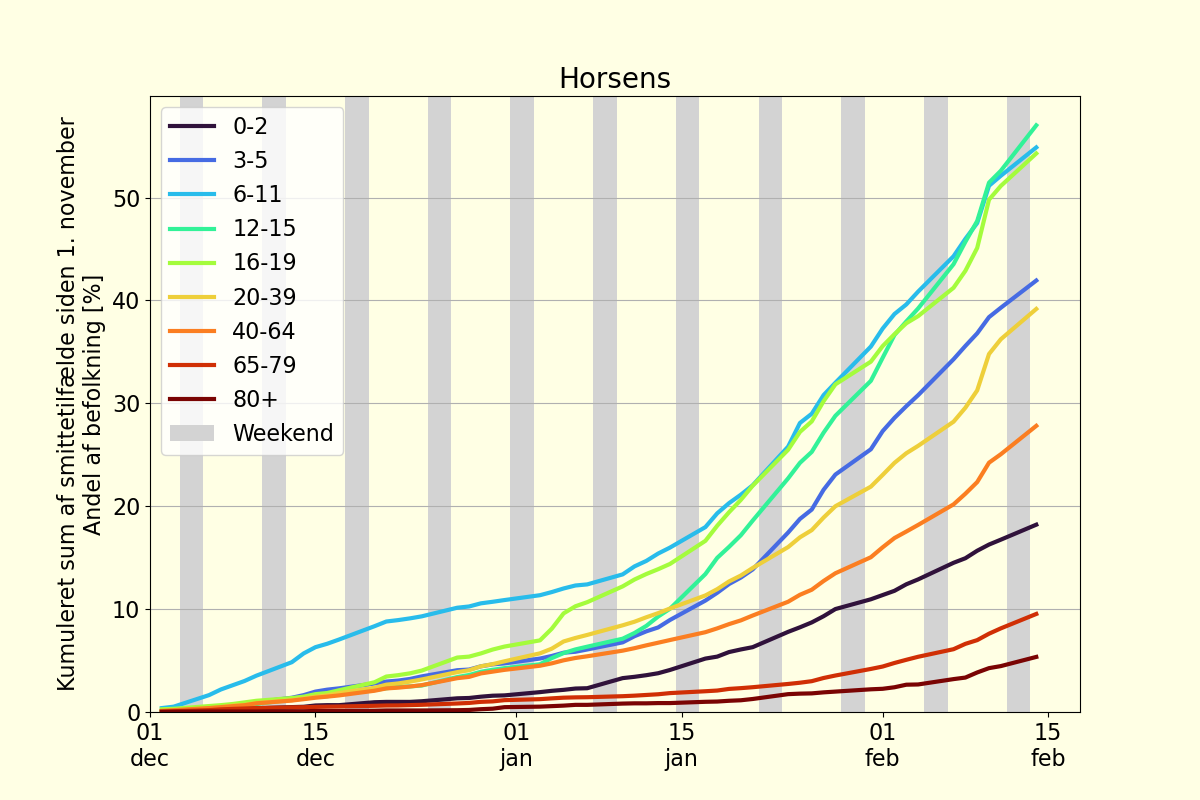 Horsens
Kumuleret sum af smittetilfælde siden 1. november
Andel af befolkning [%]
50
40
30
20
10
0
0-2
3-5
6-11
12-15
16-19
20-39
40-64
65-79
80+
Weekend
01 15 01 15 01 15
dec dec jan jan feb feb